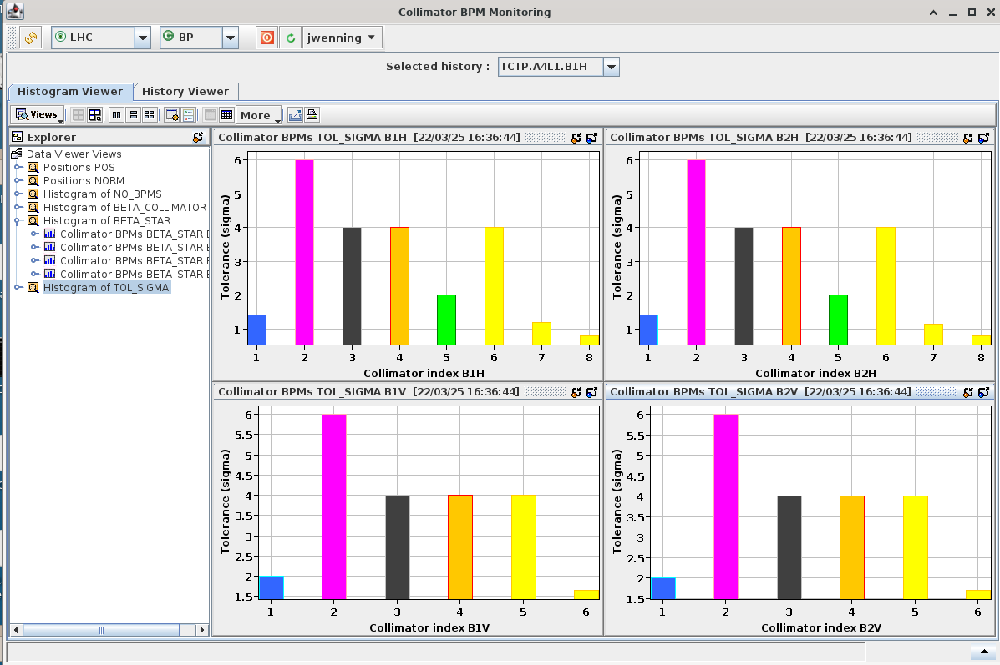 Collimator BPM Monitoring
LHC
BP
jwenning
Selected history :
TCTP.A4L1.B1H
Histogram Viewer
History Viewer
Views
More
Explorer
Data Viewer Views
Positions POS
Positions NORM
Histogram of NO_BPMS
Histogram of BETA_COLLIMATOR
Histogram of BETA_STAR
Collimator BPMs BETA_STAR
Collimator BPMs BETA_STAR
Collimator BPMs BETA_STAR
Collimator BPMs BETA_STAR
Histogram of TOL_SIGMA
Collimator BPMs TOL_SIGMA B1H [22/03/25 16:36:44]
Tolerance (sigma)
6
5
4
3
2
1
1 2 3 4 5 6 7 8
Collimator index B1H
Collimator BPMs TOL_SIGMA B2H [22/03/25 16:36:44]
Tolerance (sigma)
6
5
4
3
2
1
1 2 3 4 5 6 7 8
Collimator index B2H
Collimator BPMs TOL_SIGMA B1V [22/03/25 16:36:44]
Tolerance (sigma)
6
5.5
5
4.5
4
3.5
3
2.5
2
1.5
1 2 3 4 5 6
Collimator index B1V
Collimator BPMs TOL_SIGMA B2V [22/03/25 16:36:44]
Tolerance (sigma)
6
5.5
5
4.5
4
3.5
3
2.5
2
1.5
1 2 3 4 5 6
Collimator index B2V